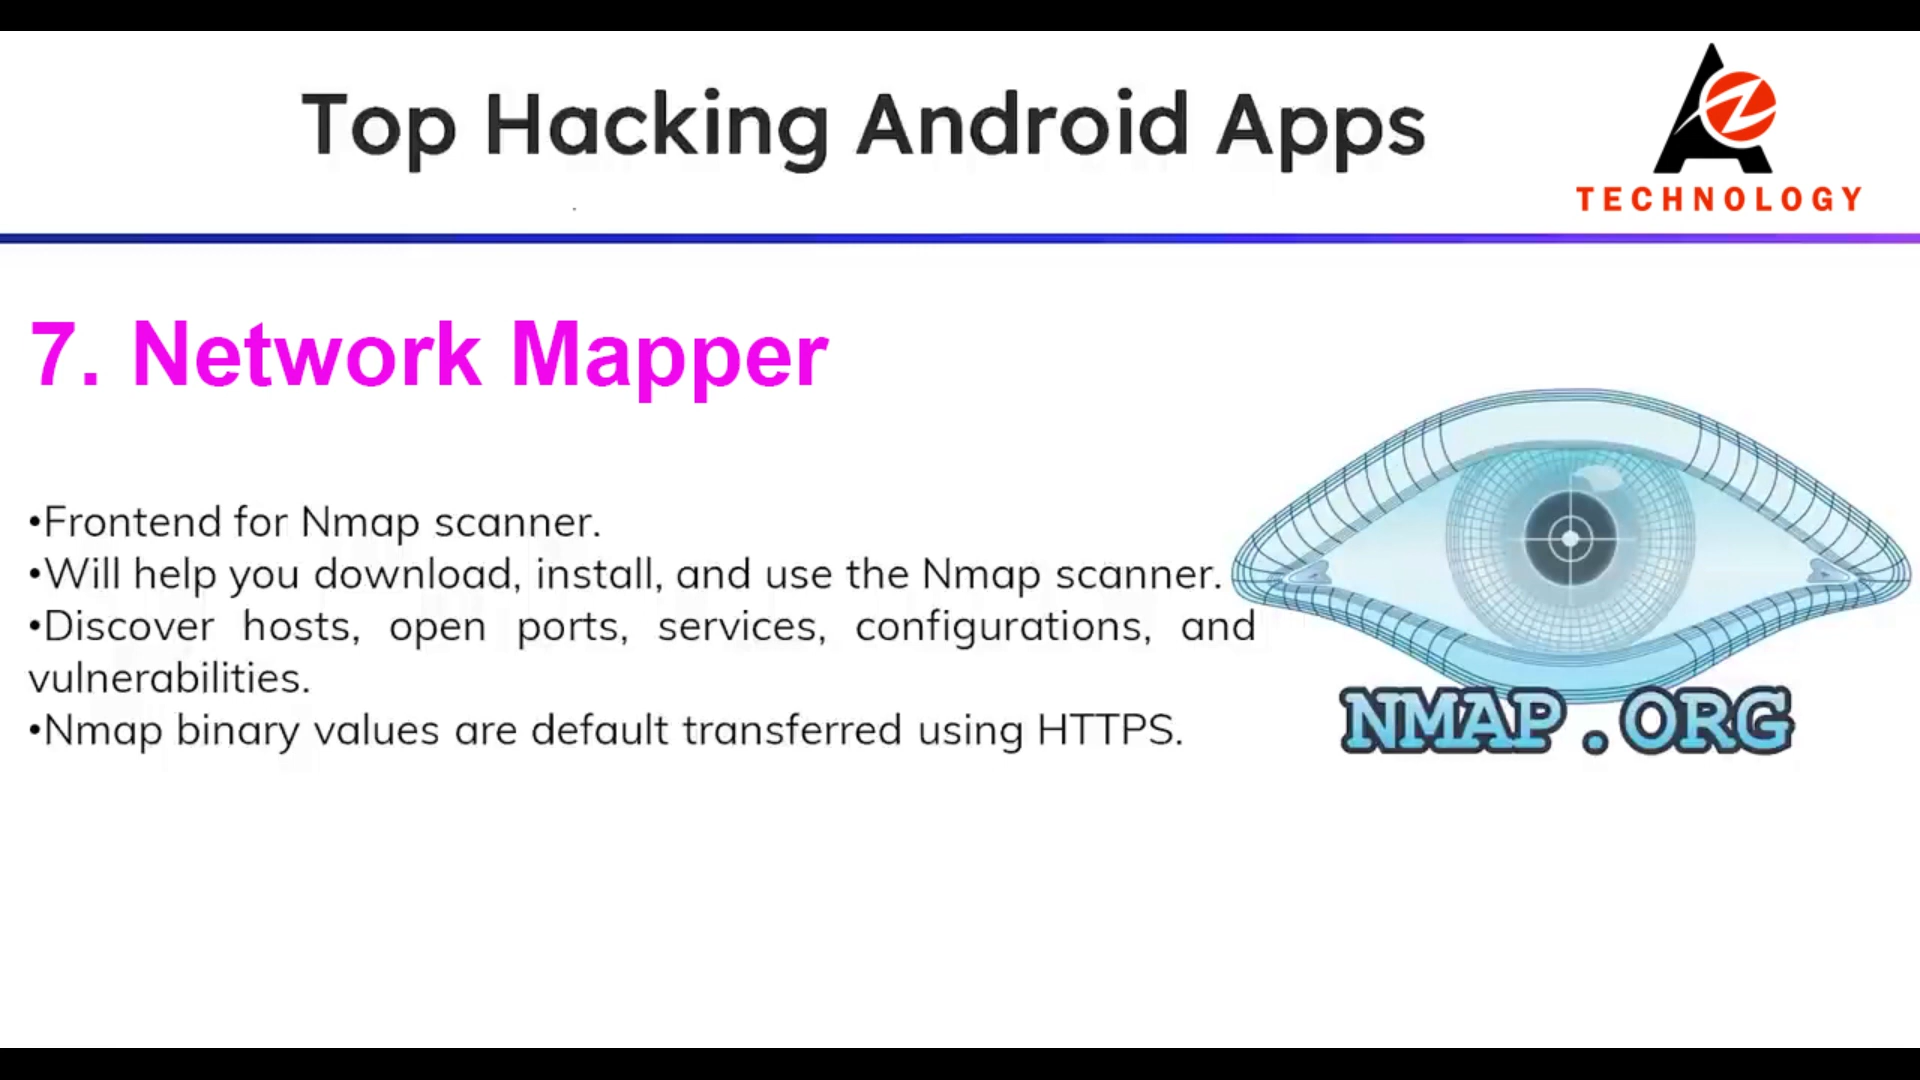 Top Hacking Android Apps
AZ
TECHNOLOGY
7. Network Mapper
•Frontend for Nmap scanner.
•Will help you download, install, and use the Nmap scanner.
•Discover hosts, open ports, services, configurations, and
vulnerabilities.
•Nmap binary values are default transferred using HTTPS.
NMAP.ORG